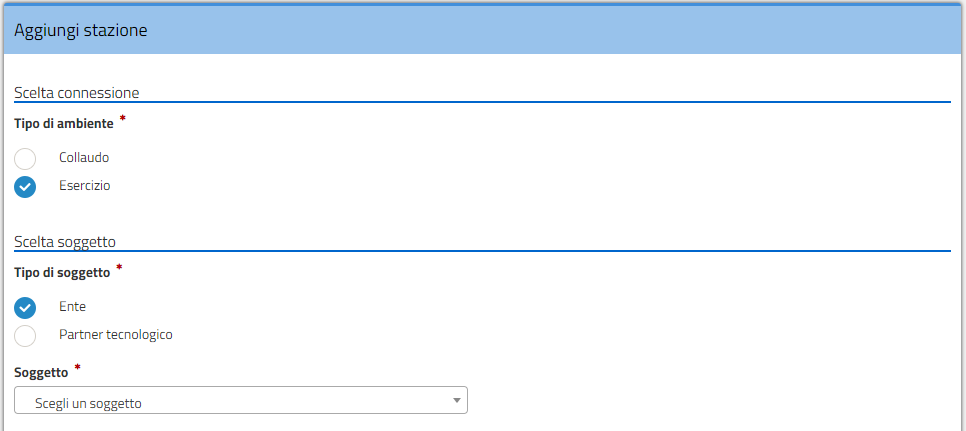 Aggiungi stazione
Scelta connessione
Tipo di ambiente *
Collaudo
Esercizio
Scelta soggetto
Tipo di soggetto *
Ente
Partner tecnologico
Soggetto *
Scegli un soggetto